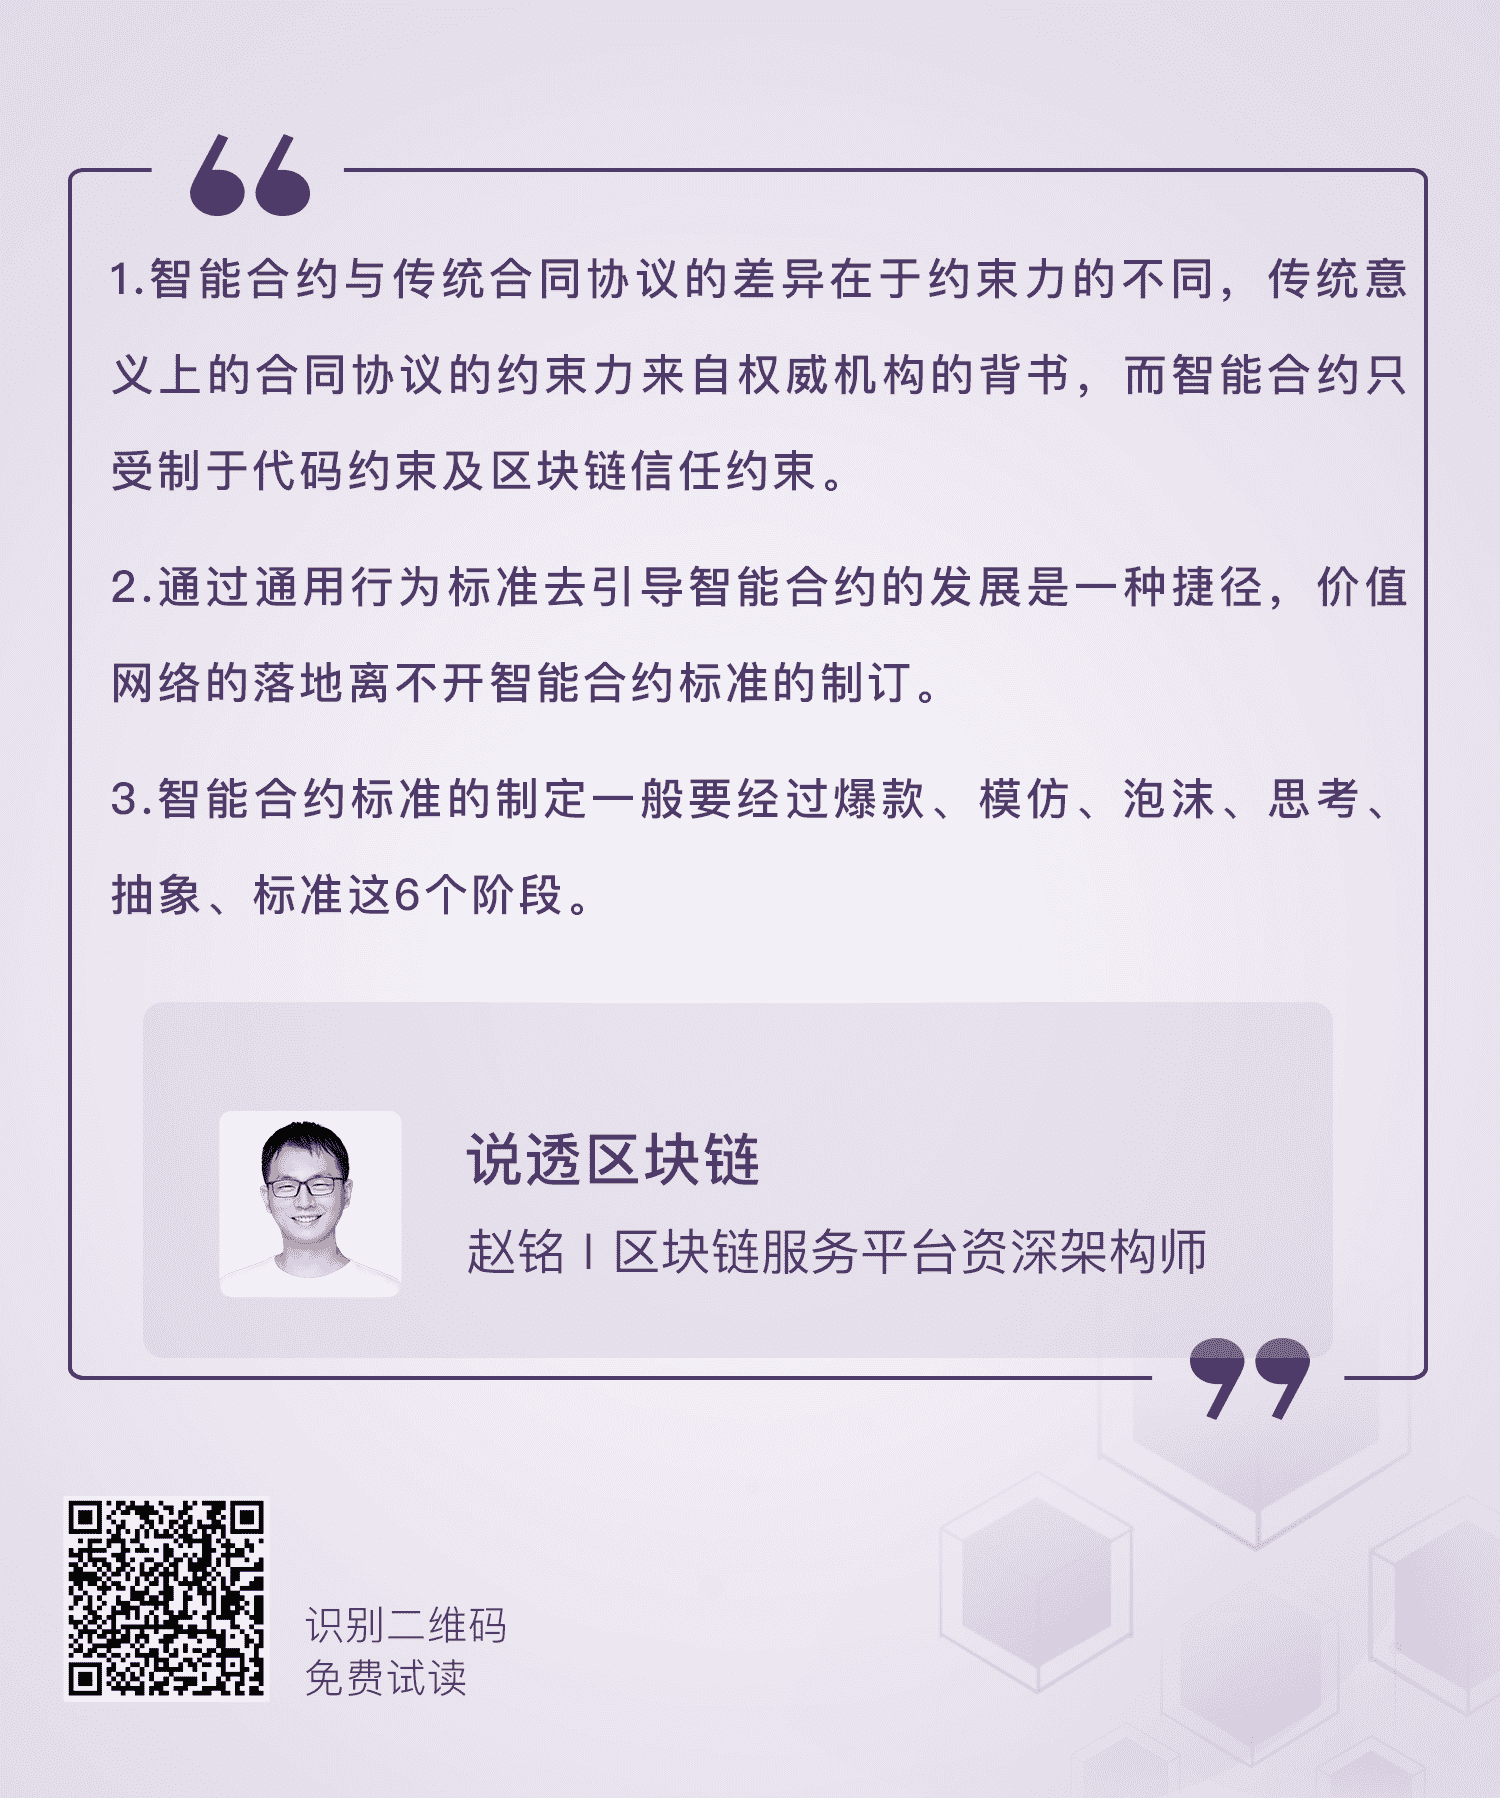 1.智能合约与传统合同协议的差异在于约束力的不同，传统意
义上的合同协议的约束力来自权威机构的背书，而智能合约只
受制于代码约束及区块链信任约束。
2.通过通用行为标准去引导智能合约的发展是一种捷径，价值
网络的落地离不开智能合约标准的制订。
3.智能合约标准的制定一般要经过爆款、模仿、泡沫、思考、
抽象、标准这6个阶段。
说透区块链
赵铭 | 区块链服务平台资深架构师
识别二维码
免费试读